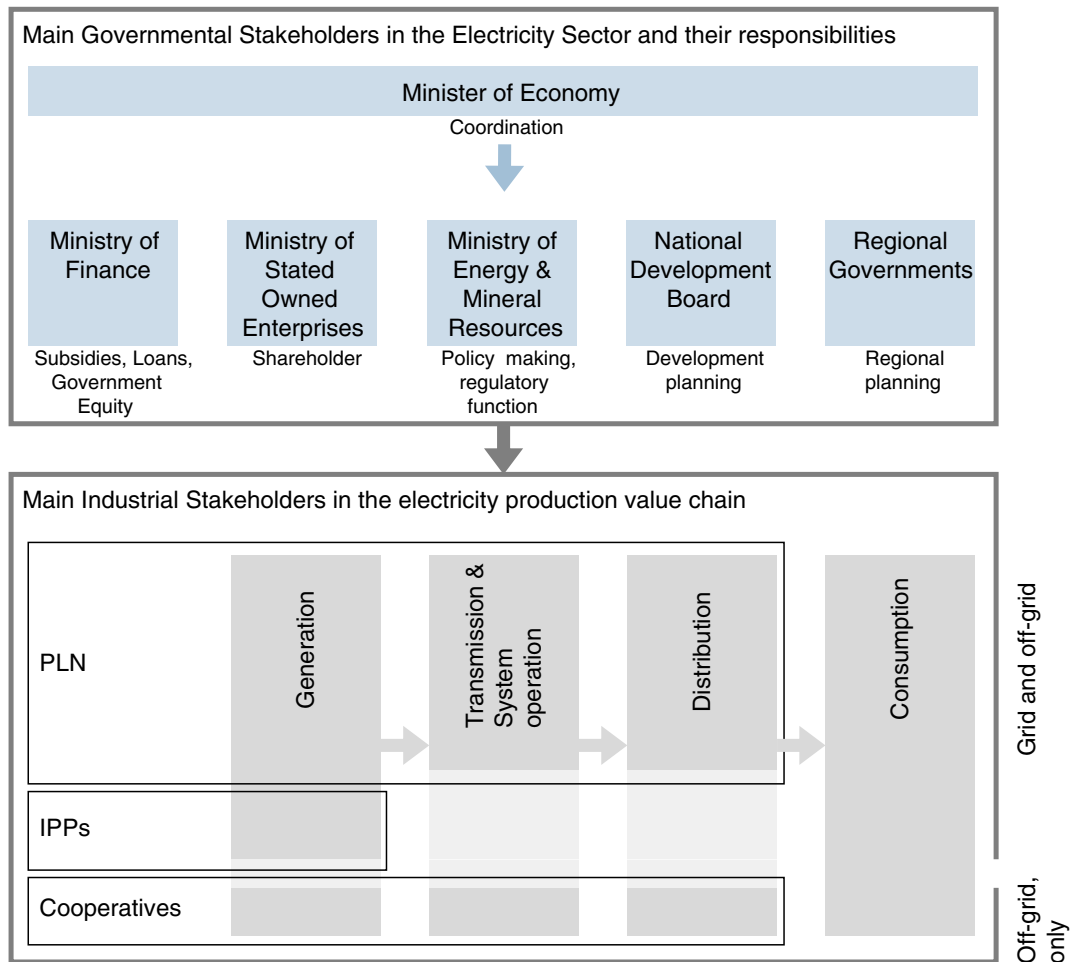 Main Governmental Stakeholders in the Electricity Sector and their responsibilities
Minister of Economy
Coordination
Ministry of
Finance
Subsidies, Loans,
Government
Equity
Ministry of
Stated
Owned
Enterprises
Shareholder
Ministry of
Energy &
Mineral
Resources
Policy making,
regulatory
function
National
Development
Board
Development
planning
Regional
Governments
Regional
planning
Main Industrial Stakeholders in the electricity production value chain
PLN
Generation
Transmission &
System
operation
Distribution
Consumption
Grid and off-grid
IPPs
Cooperatives
Off-grid,
only